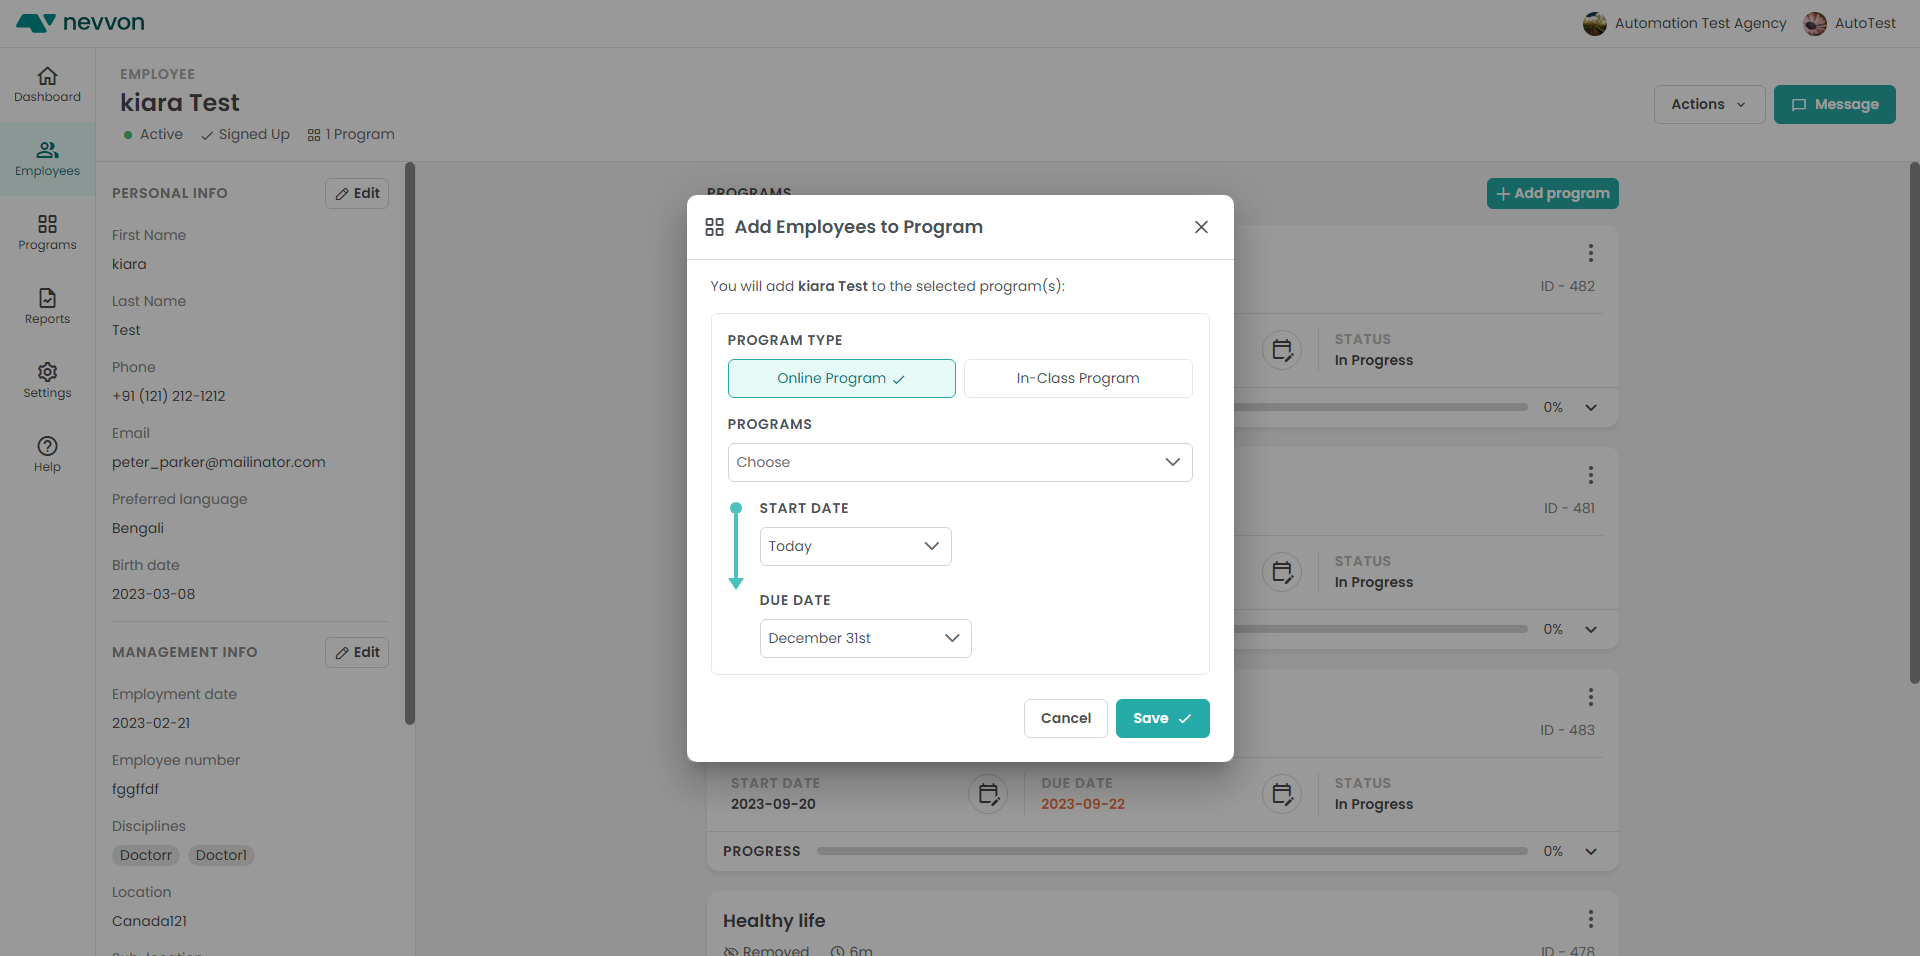 nevvon
Automation Test Agency
AutoTest
Dashboard
Employees
Programs
Reports
Settings
Help
EMPLOYEE
kiara Test
Active
Signed Up
1 Program
Actions
Message
PERSONAL INFO
Edit
First Name
kiara
Last Name
Test
Phone
+91 (121) 212-1212
Email
peter_parker@mailinator.com
Preferred language
Bengali
Birth date
2023-03-08
MANAGEMENT INFO
Edit
Employment date
2023-02-21
Employee number
fggffdf
Disciplines
Doctorr Doctor1
Location
Canada121
Sub-location
PROGRAMS
+ Add program
Add Employees to Program
You will add kiara Test to the selected program(s):
PROGRAM TYPE
Online Program
In-Class Program
PROGRAMS
Choose
START DATE
Today
DUE DATE
December 31st
Cancel
Save
ID - 482
STATUS
In Progress
0%
ID - 481
STATUS
In Progress
0%
ID - 483
START DATE
2023-09-20
DUE DATE
2023-09-22
STATUS
In Progress
PROGRESS
0%
Healthy life
Removed
6m
ID - 478